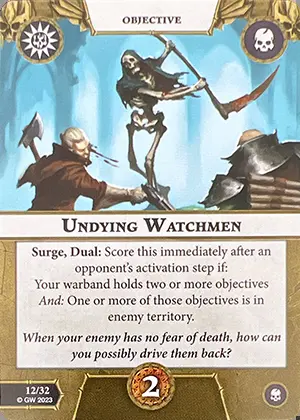 OBJECTIVE
UNDYING WATCHMEN
Surge, Dual: Score this immediately after an
opponent's activation step if:
Your warband holds two or more objectives
And: One or more of those objectives is in
enemy territory.
When your enemy has no fear of death, how can
you possibly drive them back?
12/32
© GW 2023
2